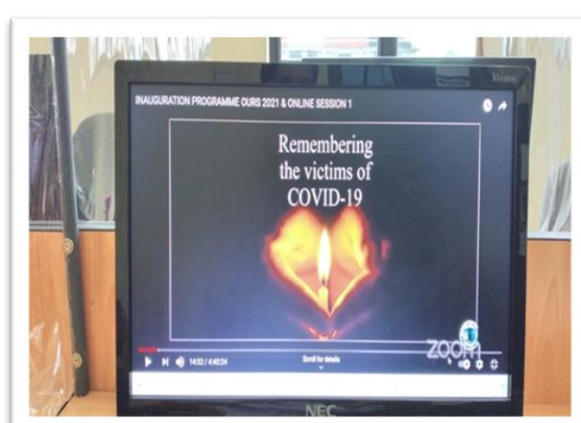 INAUGURATION PROGRAMME OURS 2021 & ONLINE SESSION 1
Remembering
the victims of
COVID-19
zoom
14:32 / 4:40:24
Scroll for details
NEC